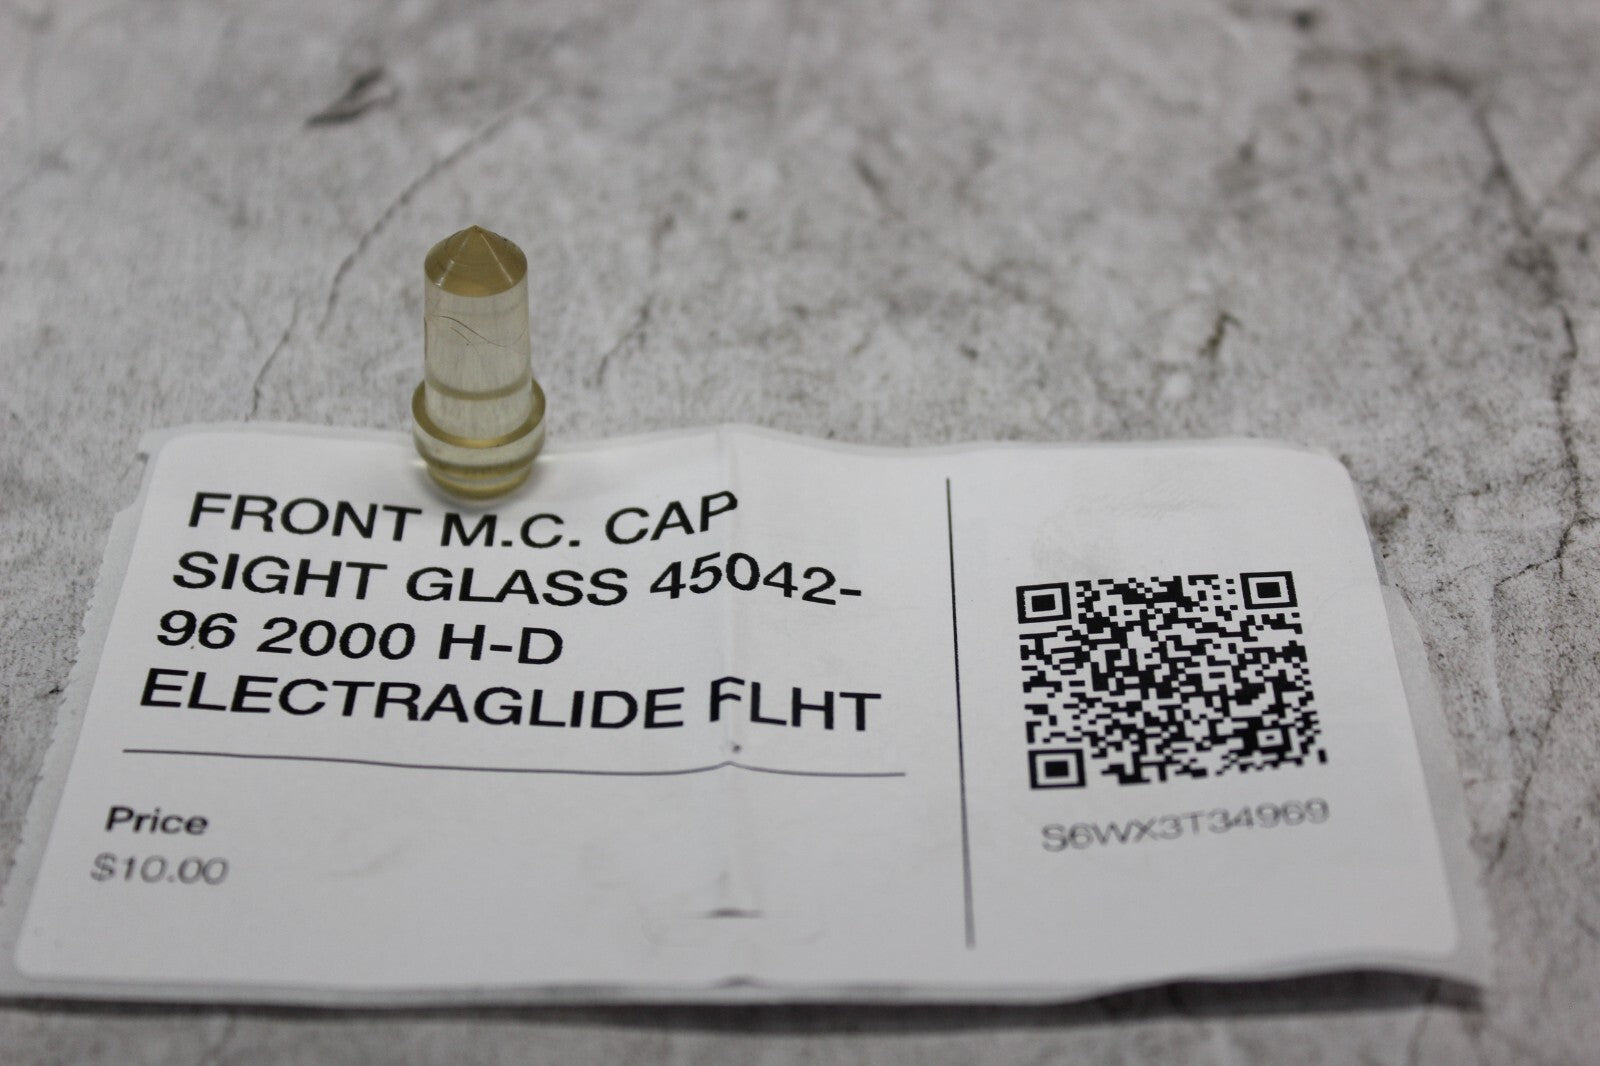 FRONT M.C. CAP
SIGHT GLASS 45042-
96 2000 H-D
ELECTRAGLIDE FLHT
Price
$10.00
S6WX3T34969